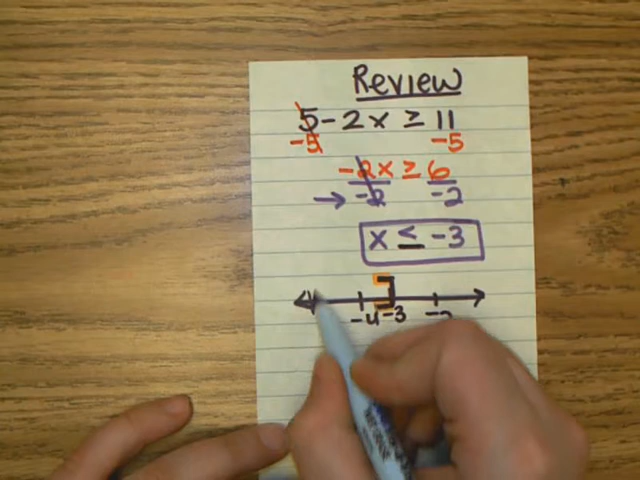 Review
5 - 2x ≥ 11
-5 -5
-2x ≥ 6
→ -2 -2
x ≤ -3
-4 -3